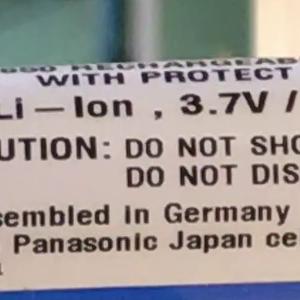 WITH PROTECT
Li – Ion , 3.7V /
UTION: DO NOT SHO
DO NOT DIS
sembled in Germany
Panasonic Japan ce